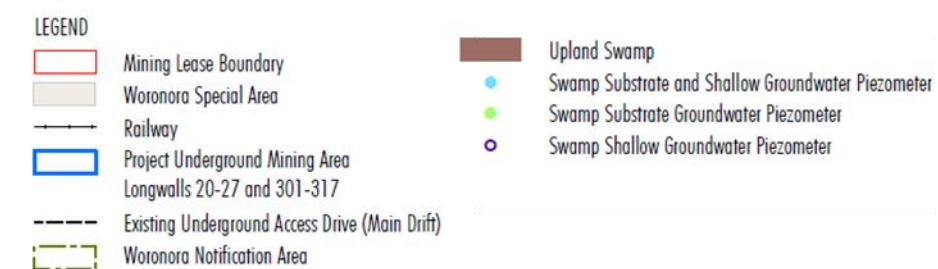 LEGEND
Mining Lease Boundary
Woronora Special Area
Railway
Project Underground Mining Area
Longwalls 20-27 and 301-317
Existing Underground Access Drive (Main Drift)
Woronora Notification Area
Upland Swamp
Swamp Substrate and Shallow Groundwater Piezometer
Swamp Substrate Groundwater Piezometer
Swamp Shallow Groundwater Piezometer